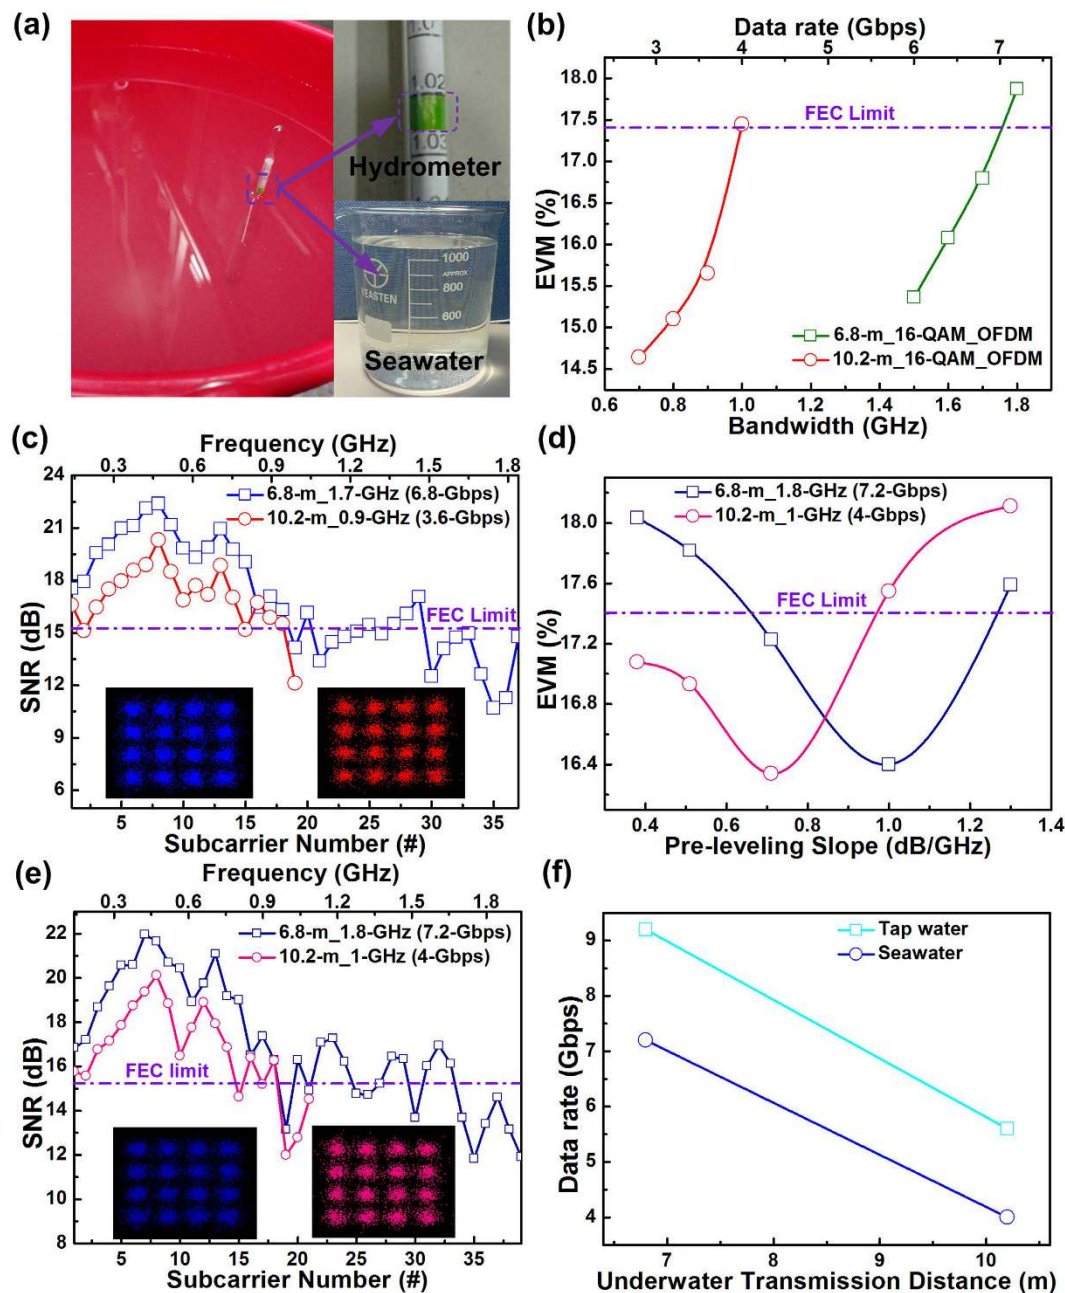 (a)
1.0
1.02
1.03
Hydrometer
1000
APPROX
800
YEASTEN
600
Seawater
(b)
Data rate (Gbps)
3 4 5 6 7
18.0
17.5
17.0
16.5
16.0
15.5
15.0
14.5
EVM (%)
FEC Limit
6.8-m_16-QAM_OFDM
10.2-m_16-QAM_OFDM
0.6 0.8 1.0 1.2 1.4 1.6 1.8
Bandwidth (GHz)
(c)
Frequency (GHz)
0.3 0.6 0.9 1.2 1.5 1.8
24
21
18
15
12
9
6
SNR (dB)
6.8-m_1.7-GHz (6.8-Gbps)
10.2-m_0.9-GHz (3.6-Gbps)
FEC Limit
5 10 15 20 25 30 35
Subcarrier Number (#)
(d)
18.0
17.6
17.2
16.8
16.4
EVM (%)
6.8-m_1.8-GHz (7.2-Gbps)
10.2-m_1-GHz (4-Gbps)
FEC Limit
0.4 0.6 0.8 1.0 1.2 1.4
Pre-leveling Slope (dB/GHz)
(e)
Frequency (GHz)
0.3 0.6 0.9 1.2 1.5 1.8
22
20
18
16
14
12
10
8
SNR (dB)
6.8-m_1.8-GHz (7.2-Gbps)
10.2-m_1-GHz (4-Gbps)
FEC limit
5 10 15 20 25 30 35
Subcarrier Number (#)
(f)
9
8
7
6
5
4
Data rate (Gbps)
Tap water
Seawater
7 8 9 10
Underwater Transmission Distance (m)